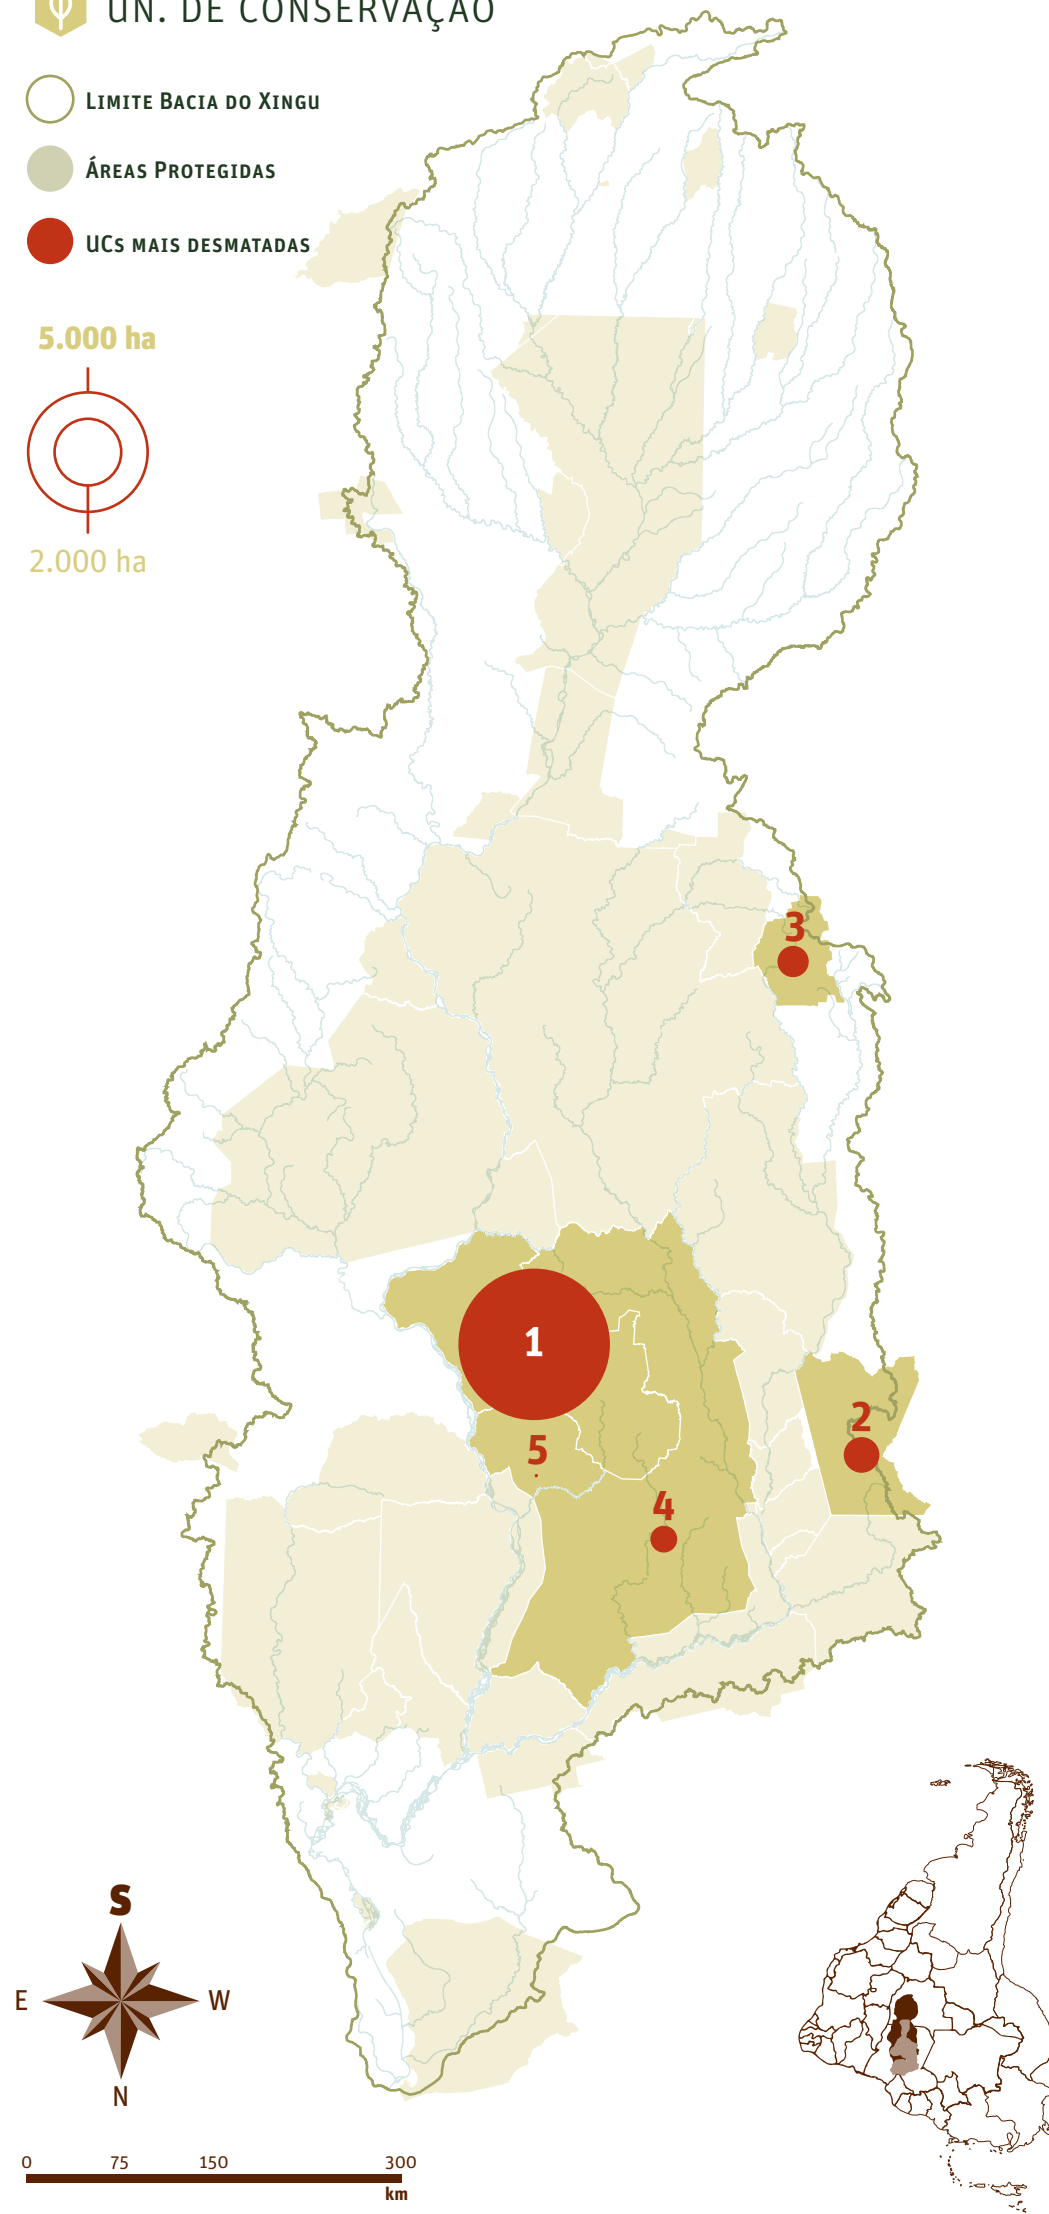 UN. DE CONSERVAÇÃO
LIMITE BACIA DO XINGU
ÁREAS PROTEGIDAS
UCS MAIS DESMATADAS
5.000 ha
2.000 ha
3
1
2
5
4
S
E
W
N
0 75 150 300
km